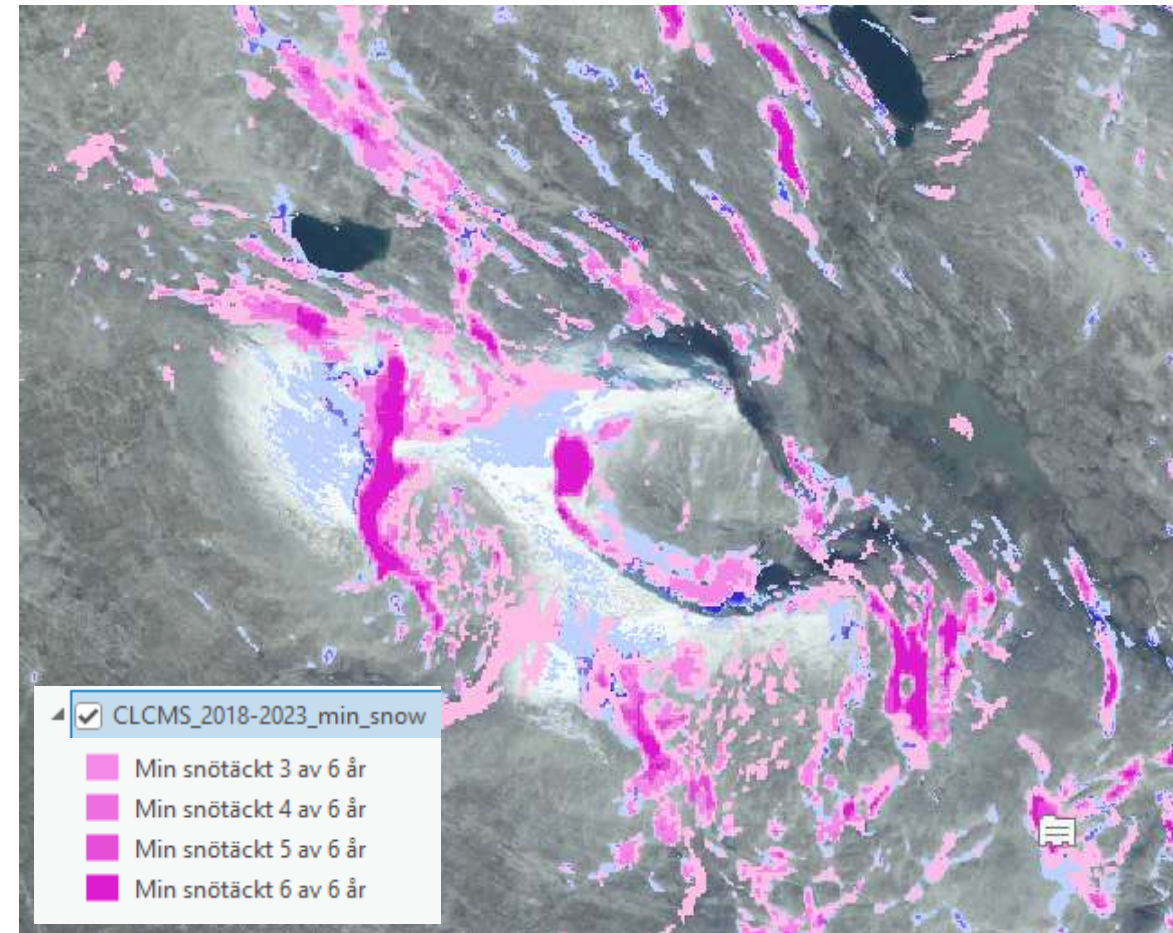 CLCMS_2018-2023_min_snow
Min snötäckt 3 av 6 år
Min snötäckt 4 av 6 år
Min snötäckt 5 av 6 år
Min snötäckt 6 av 6 år